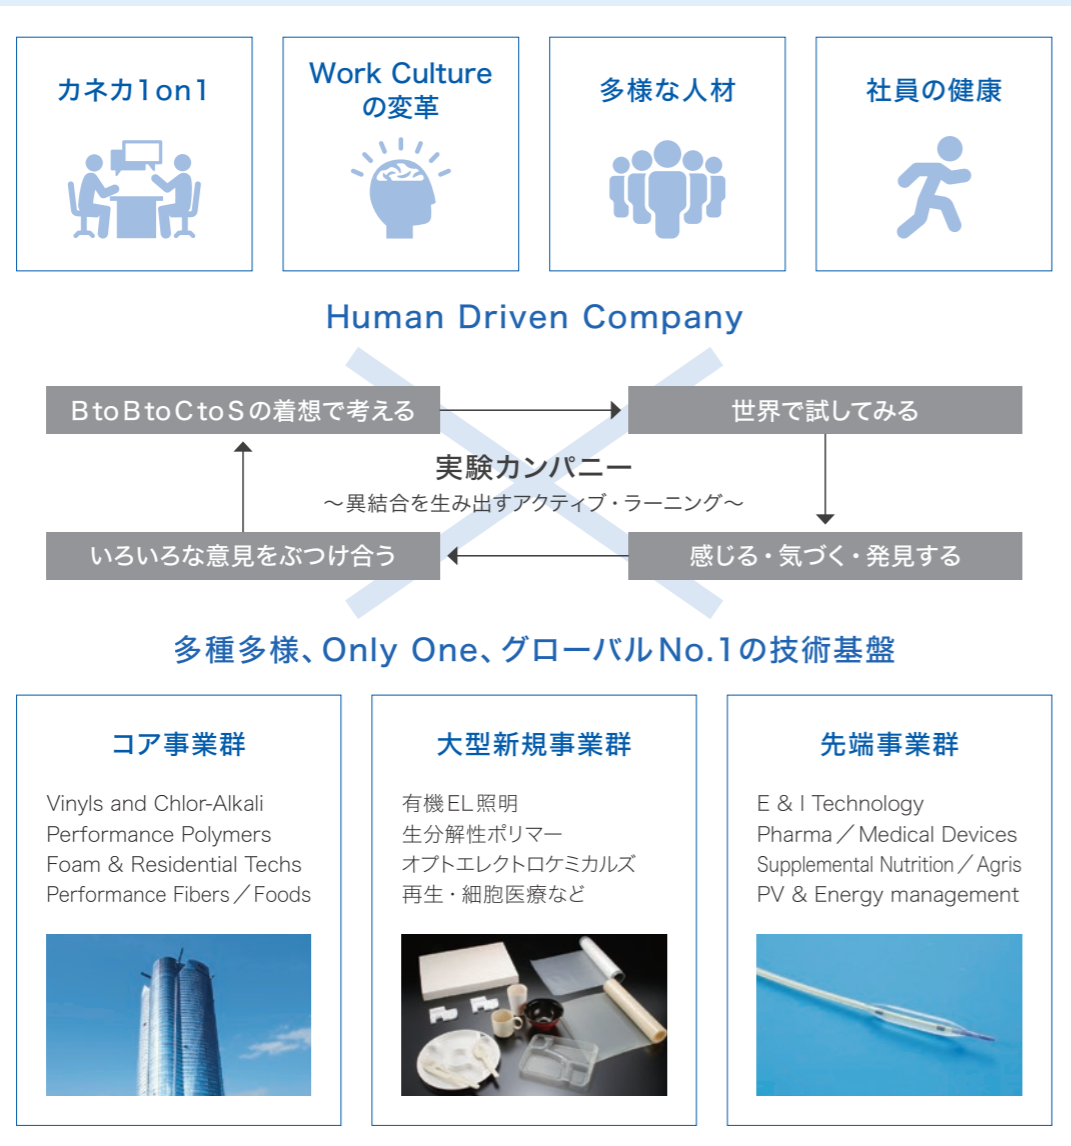 カネカ1on1
Work Culture
の変革
多様な人材
社員の健康
Human Driven Company
BtoBtoCtoSの着想で考える
世界で試してみる
実験カンパニー
～異結合を生み出すアクティブ・ラーニング～
いろいろな意見をぶつけ合う
感じる・気づく・発見する
多種多様、Only One、グローバルNo.1の技術基盤
コア事業群
Vinyls and Chlor-Alkali
Performance Polymers
Foam & Residential Techs
Performance Fibers／Foods
大型新規事業群
有機EL照明
生分解性ポリマー
オプトエレクトロケミカルズ
再生・細胞医療など
先端事業群
E & I Technology
Pharma／Medical Devices
Supplemental Nutrition／Agris
PV & Energy management